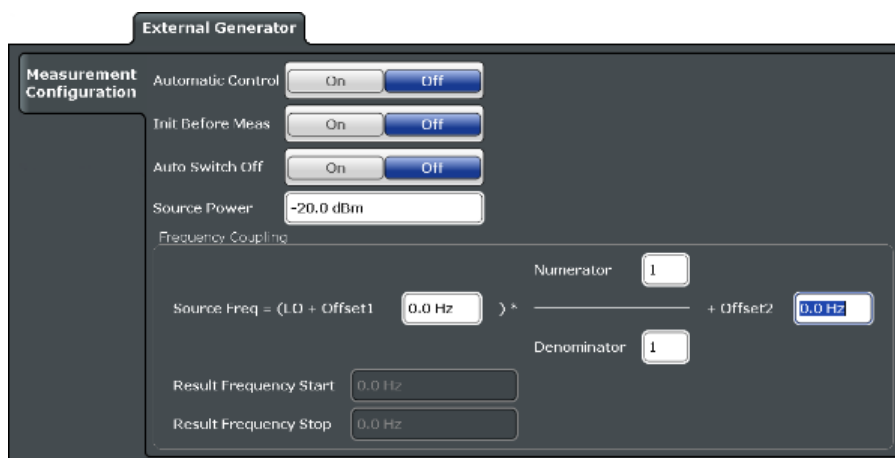 External Generator
Measurement Configuration
Automatic Control On Off
Init Before Meas On Off
Auto Switch Off On Off
Source Power -20.0 dBm
Frequency Coupling
Numerator 1
Source Freq = (LO + Offset1 0.0 Hz ) * + Offset2 0.0 Hz
Denominator 1
Result Frequency Start 0.0 Hz
Result Frequency Stop 0.0 Hz